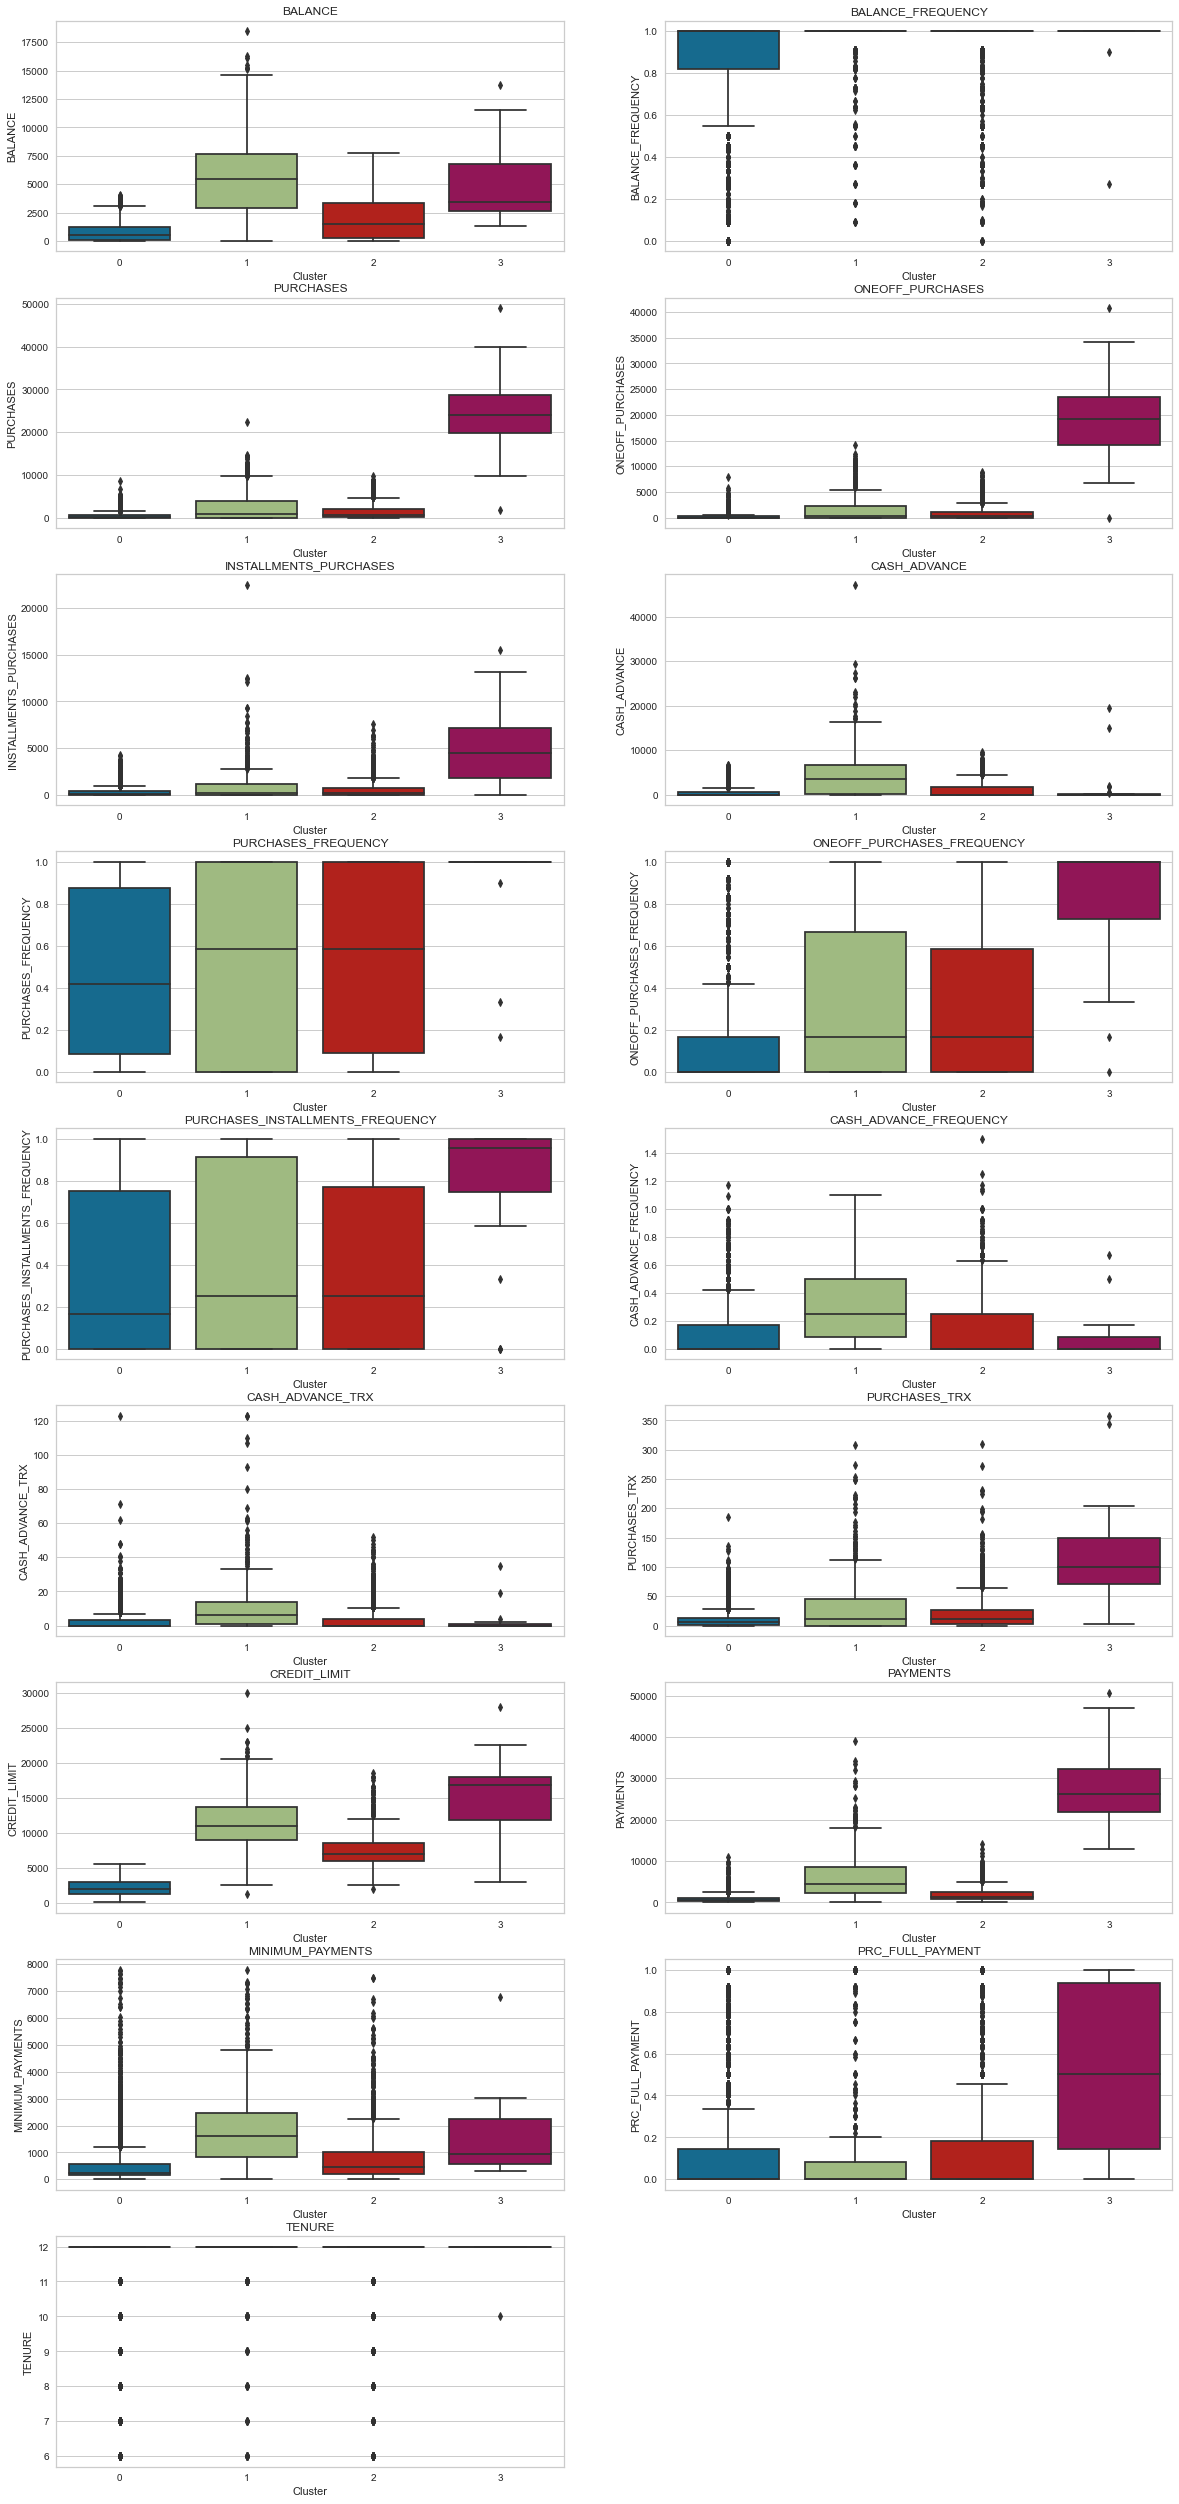 BALANCE
17500
15000
12500
10000
7500
5000
2500
0
BALANCE
0 1 2 3
Cluster
BALANCE_FREQUENCY
1.0
0.8
0.6
0.4
0.2
0.0
BALANCE_FREQUENCY
0 1 2 3
Cluster
PURCHASES
50000
40000
30000
20000
10000
0
PURCHASES
0 1 2 3
Cluster
ONEOFF_PURCHASES
40000
35000
30000
25000
20000
15000
10000
5000
0
ONEOFF_PURCHASES
0 1 2 3
Cluster
INSTALLMENTS_PURCHASES
20000
15000
10000
5000
0
INSTALLMENTS_PURCHASES
0 1 2 3
Cluster
CASH_ADVANCE
40000
30000
20000
10000
0
CASH_ADVANCE
0 1 2 3
Cluster
PURCHASES_FREQUENCY
1.0
0.8
0.6
0.4
0.2
0.0
PURCHASES_FREQUENCY
0 1 2 3
Cluster
ONEOFF_PURCHASES_FREQUENCY
1.0
0.8
0.6
0.4
0.2
0.0
ONEOFF_PURCHASES_FREQUENCY
0 1 2 3
Cluster
PURCHASES_INSTALLMENTS_FREQUENCY
1.0
0.8
0.6
0.4
0.2
0.0
PURCHASES_INSTALLMENTS_FREQUENCY
0 1 2 3
Cluster
CASH_ADVANCE_FREQUENCY
1.4
1.2
1.0
0.8
0.6
0.4
0.2
0.0
CASH_ADVANCE_FREQUENCY
0 1 2 3
Cluster
CASH_ADVANCE_TRX
120
100
80
60
40
20
0
CASH_ADVANCE_TRX
0 1 2 3
Cluster
PURCHASES_TRX
350
300
250
200
150
100
50
0
PURCHASES_TRX
0 1 2 3
Cluster
CREDIT_LIMIT
30000
25000
20000
15000
10000
5000
0
CREDIT_LIMIT
0 1 2 3
Cluster
PAYMENTS
50000
40000
30000
20000
10000
0
PAYMENTS
0 1 2 3
Cluster
MINIMUM_PAYMENTS
8000
7000
6000
5000
4000
3000
2000
1000
0
MINIMUM_PAYMENTS
0 1 2 3
Cluster
PRC_FULL_PAYMENT
1.0
0.8
0.6
0.4
0.2
0.0
PRC_FULL_PAYMENT
0 1 2 3
Cluster
TENURE
12
11
10
9
8
7
6
TENURE
0 1 2 3
Cluster